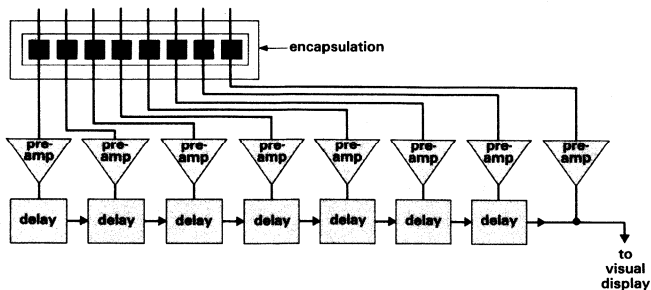 encapsulation
pre-
amp
pre-
amp
pre-
amp
pre-
amp
pre-
amp
pre-
amp
pre-
amp
pre-
amp
delay
delay
delay
delay
delay
delay
delay
to
visual
display